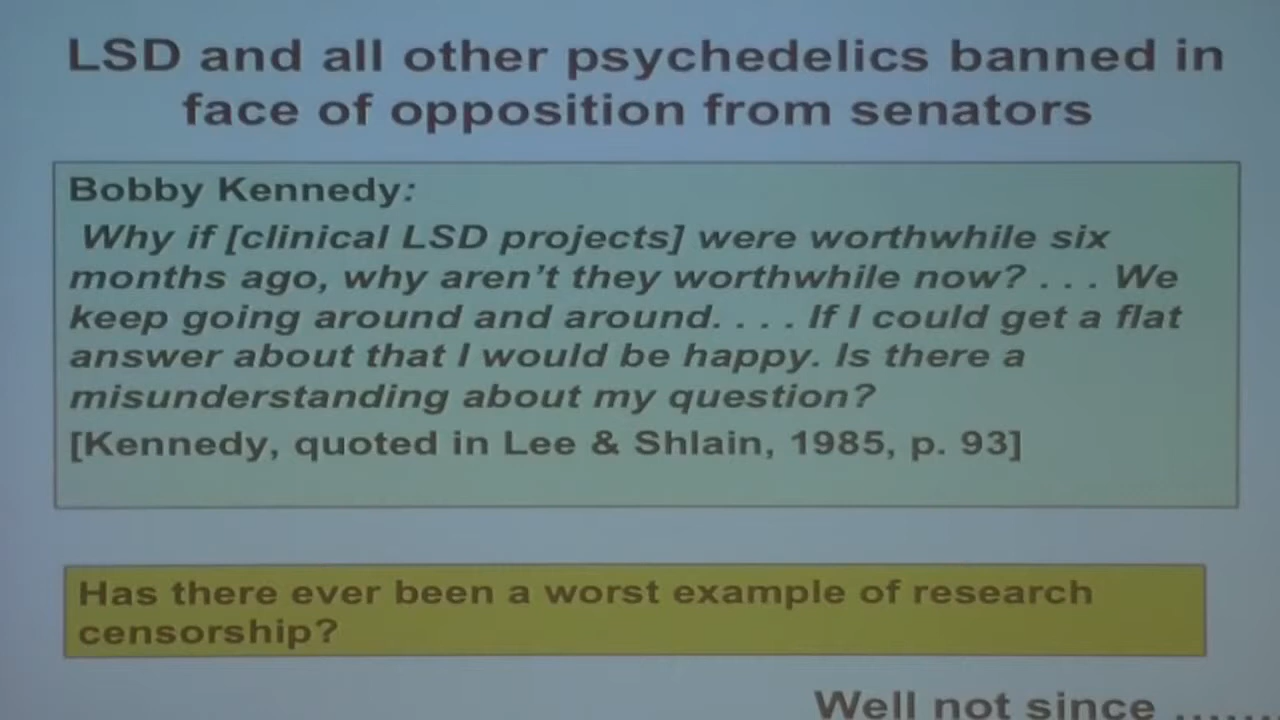 LSD and all other psychedelics banned in
face of opposition from senators
Bobby Kennedy:
Why if [clinical LSD projects] were worthwhile six
months ago, why aren't they worthwhile now? . . . We
keep going around and around. . . . If I could get a flat
answer about that I would be happy. Is there a
misunderstanding about my question?
[Kennedy, quoted in Lee & Shlain, 1985, p. 93]
Has there ever been a worst example of research
censorship?
Well not since ......